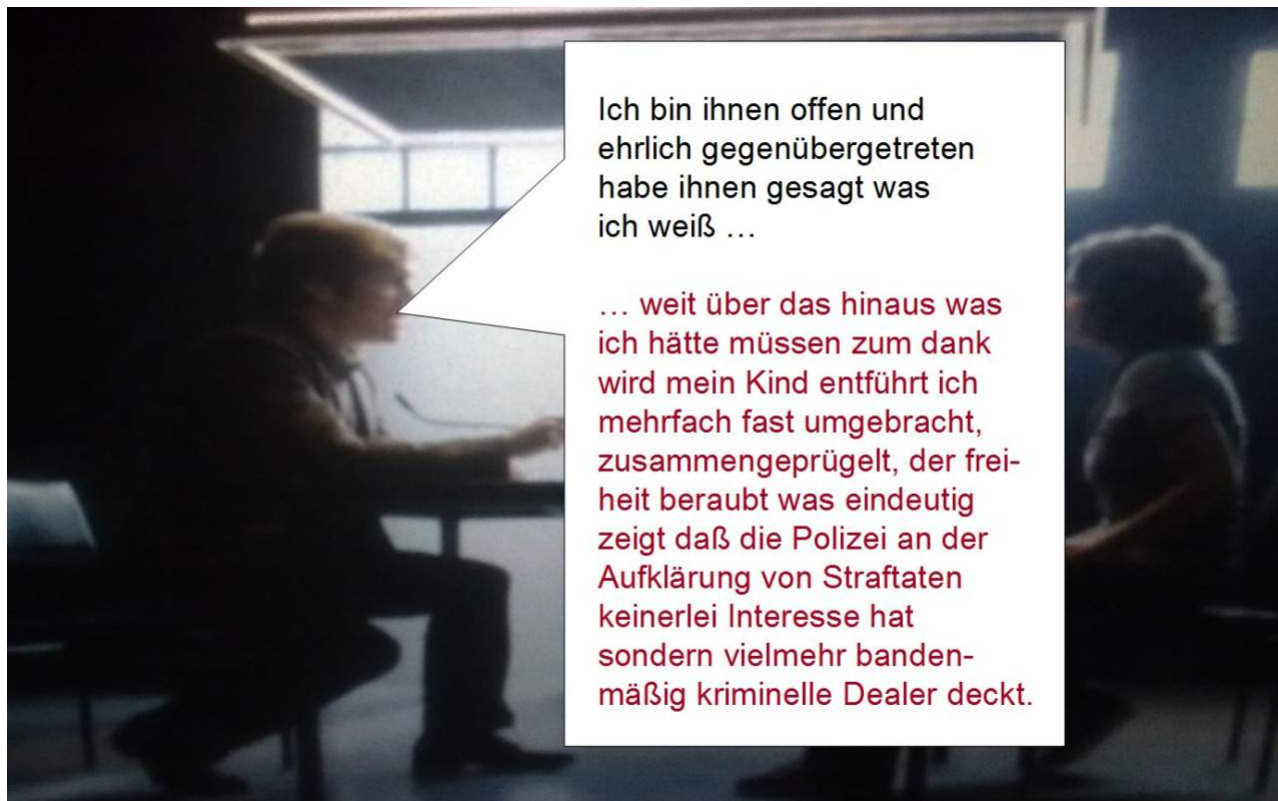 Ich bin ihnen offen und
ehrlich gegenübergetreten
habe ihnen gesagt was
ich weiß …
… weit über das hinaus was
ich hätte müssen zum dank
wird mein Kind entführt ich
mehrfach fast umgebracht,
zusammengeprügelt, der frei-
heit beraubt was eindeutig
zeigt daß die Polizei an der
Aufklärung von Straftaten
keinerlei Interesse hat
sondern vielmehr banden-
mäßig kriminelle Dealer deckt.